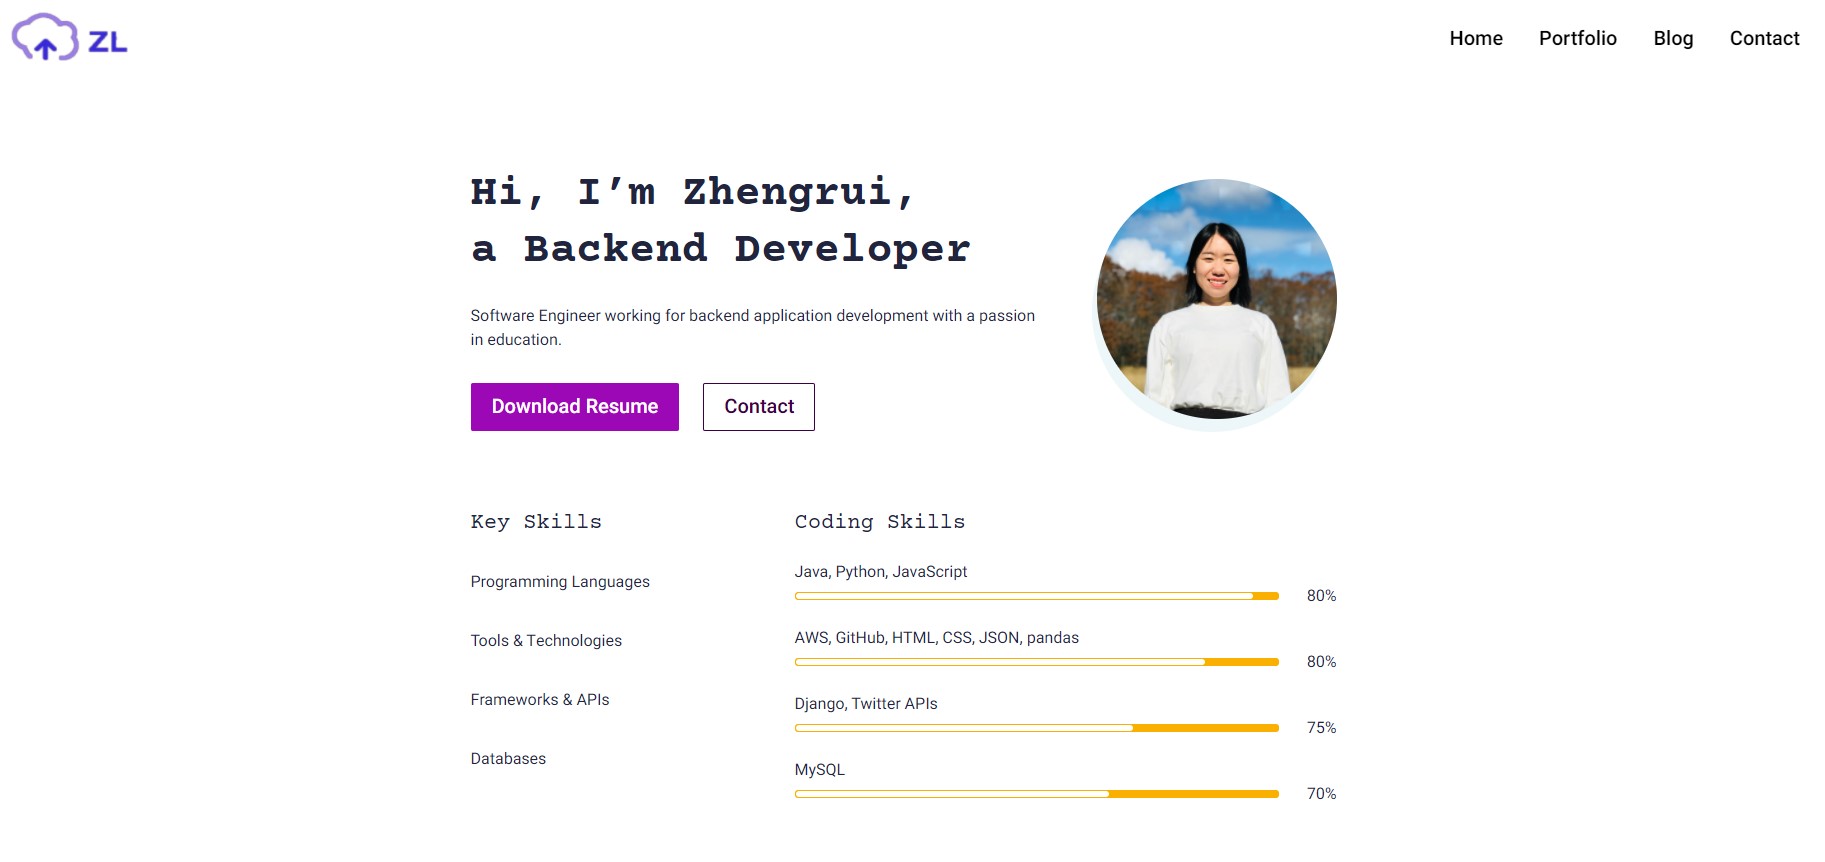 ZL
Home Portfolio Blog Contact
Hi, I’m Zhengrui,
a Backend Developer
Software Engineer working for backend application development with a passion
in education.
Download Resume Contact
Key Skills
Programming Languages
Tools & Technologies
Frameworks & APIs
Databases
Coding Skills
Java, Python, JavaScript
80%
AWS, GitHub, HTML, CSS, JSON, pandas
80%
Django, Twitter APIs
75%
MySQL
70%